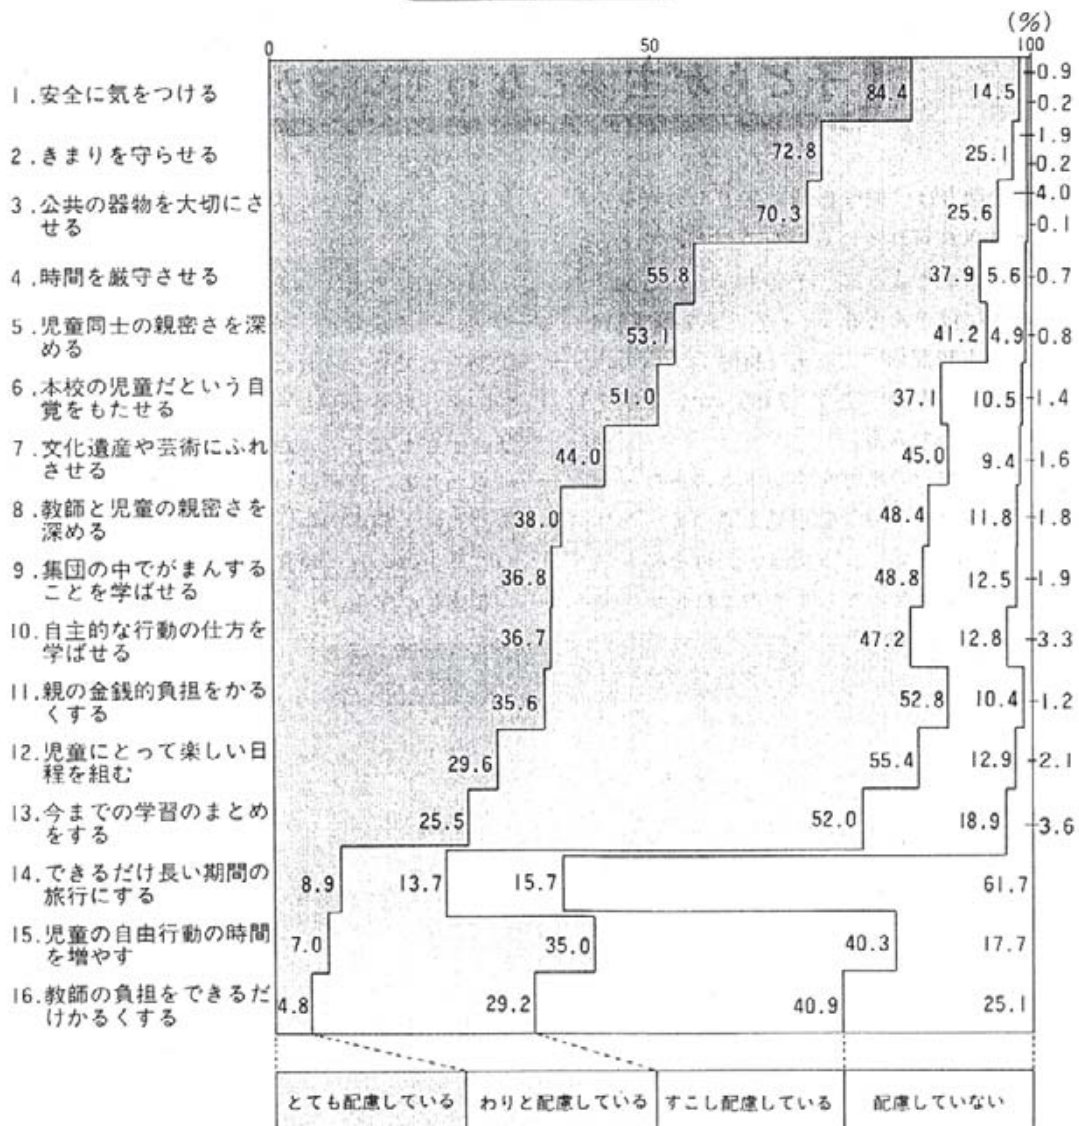 (%)
0 50 100
1.安全に気をつける 84.4 14.5 0.9 0.2
2.きまりを守らせる 72.8 25.1 1.9 0.2
3.公共の器物を大切にさ
せる 70.3 25.6 4.0 0.1
4.時間を厳守させる 55.8 37.9 5.6 0.7
5.児童同士の親密さを深
める 53.1 41.2 4.9 0.8
6.本校の児童だという自
覚をもたせる 51.0 37.1 10.5 1.4
7.文化遺産や芸術にふれ
させる 44.0 45.0 9.4 1.6
8.教師と児童の親密さを
深める 38.0 48.4 11.8 1.8
9.集団の中でがまんする
ことを学ばせる 36.8 48.8 12.5 1.9
10.自主的な行動の仕方を
学ばせる 36.7 47.2 12.8 3.3
11.親の金銭的負担をかる
くする 35.6 52.8 10.4 1.2
12.児童にとって楽しい日
程を組む 29.6 55.4 12.9 2.1
13.今までの学習のまとめ
をする 25.5 52.0 18.9 3.6
14.できるだけ長い期間の
旅行にする 8.9 13.7 15.7 61.7
15.児童の自由行動の時間
を増やす 7.0 35.0 40.3 17.7
16.教師の負担をできるだ
けかるくする 4.8 29.2 40.9 25.1
とても配慮している わりと配慮している すこし配慮している 配慮していない